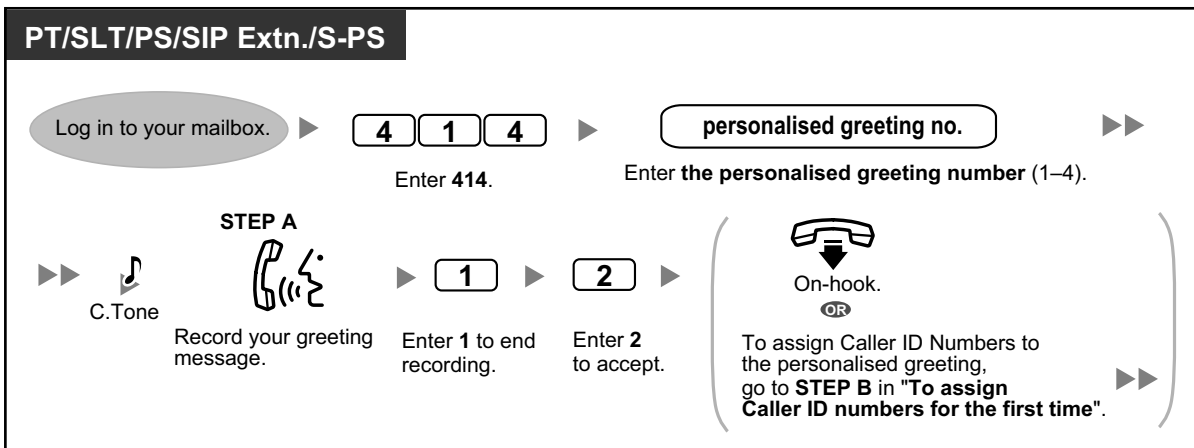 PT/SLT/PS/SIP Extn./S-PS
Log in to your mailbox.
4 1 4
Enter 414.
personalised greeting no.
Enter the personalised greeting number (1–4).
C.Tone
STEP A
Record your greeting
message.
1
Enter 1 to end
recording.
2
Enter 2
to accept.
On-hook.
OR
To assign Caller ID Numbers to
the personalised greeting,
go to STEP B in "To assign
Caller ID numbers for the first time".